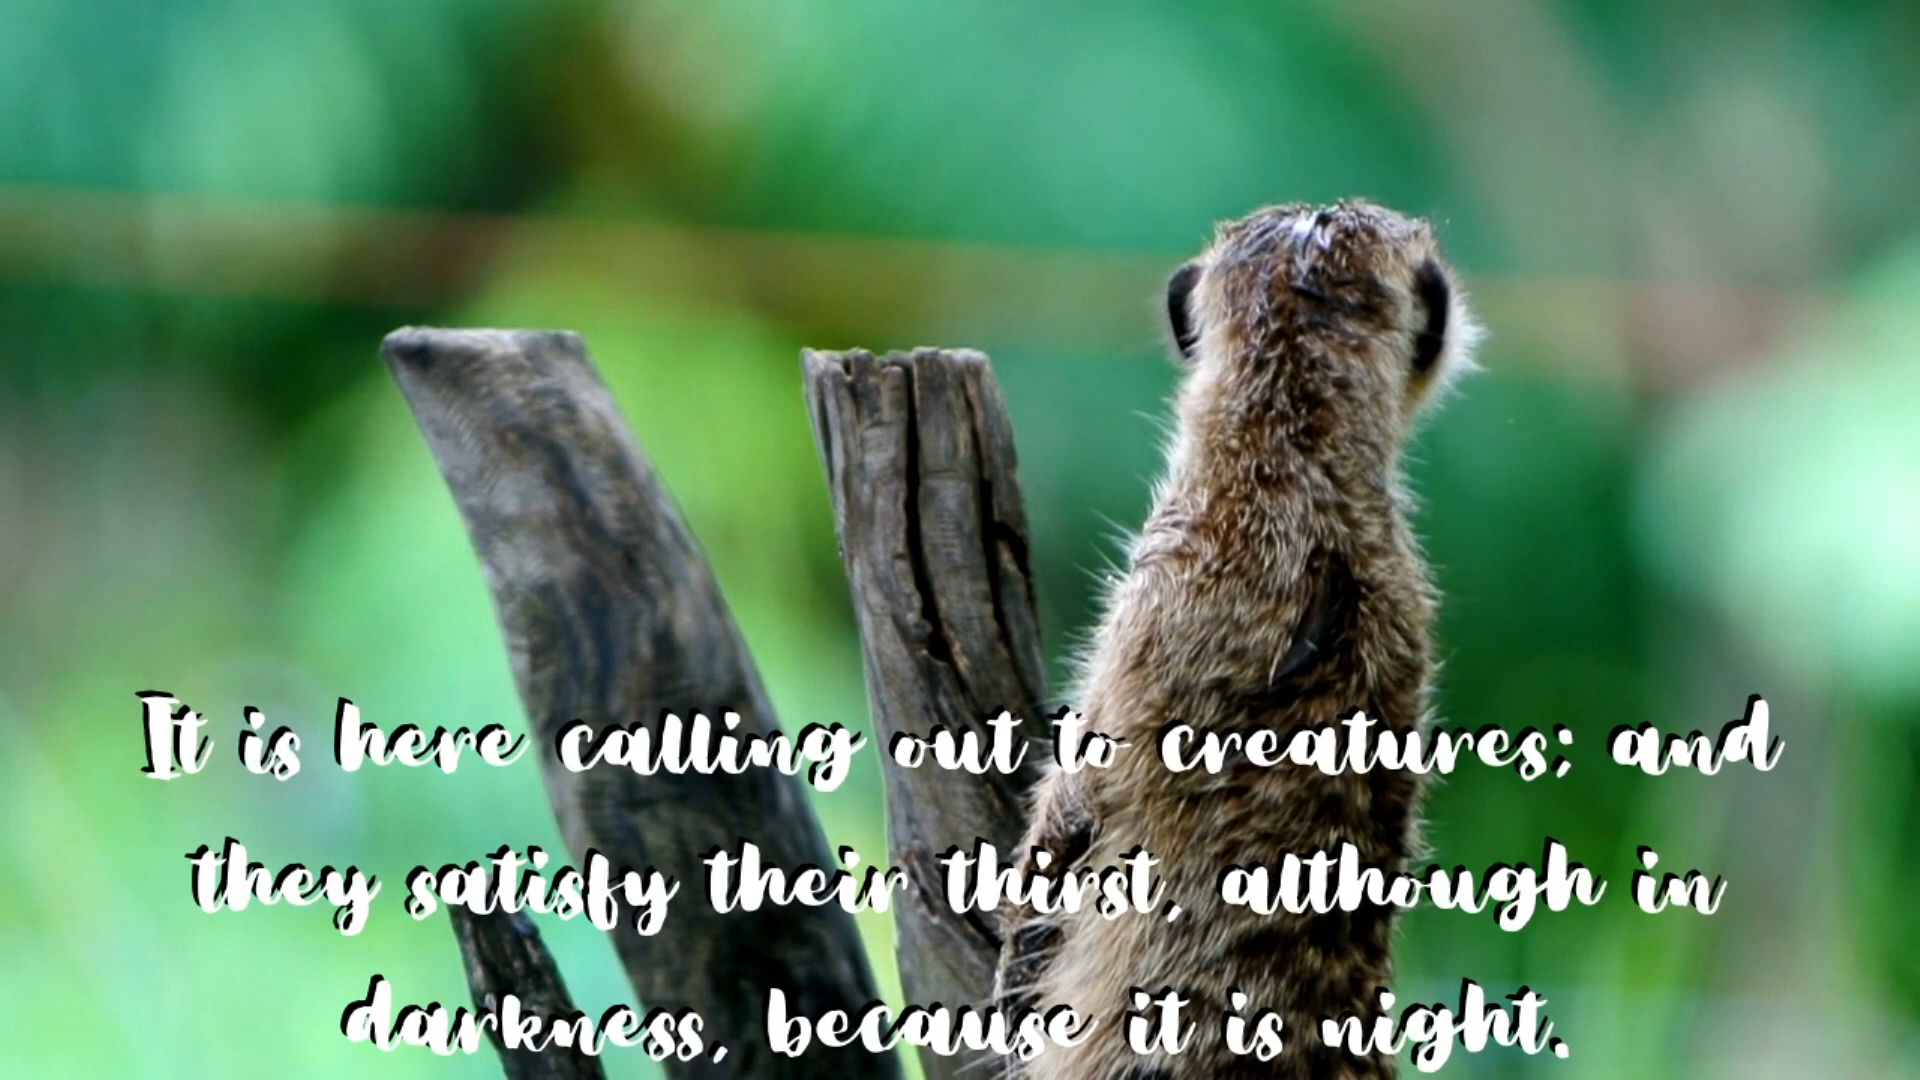 It is here calling out to creatures; and
they satisfy their thirst, although in
darkness, because it is night.